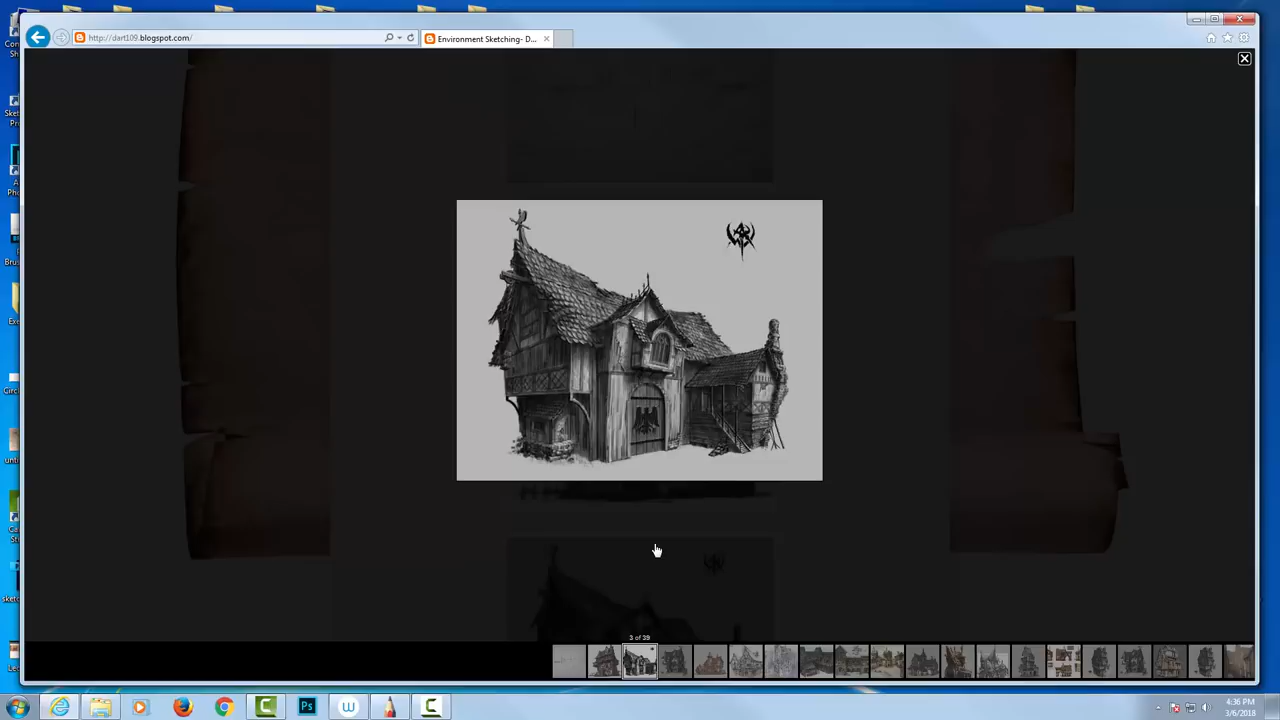 http://dart109.blogspot.com/
Environment Sketching- D...
3 of 39
4:36 PM
3/6/2018